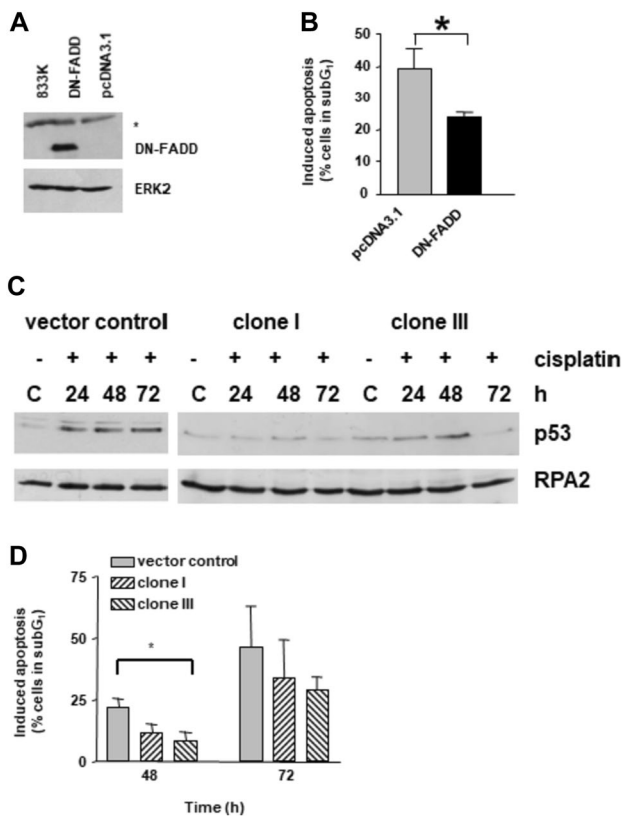 A
833K
DN-FADD
pcDNA3.1
*
DN-FADD
ERK2
B
Induced apoptosis
(% cells in subG₁)
50
40
30
20
10
0
*
pcDNA3.1
DN-FADD
C
vector control clone I clone III
- + + + - + + + - + + + cisplatin
C 24 48 72 C 24 48 72 C 24 48 72 h
p53
RPA2
D
Induced apoptosis
(% cells in subG₁)
75
50
25
0
vector control
clone I
clone III
*
48 72
Time (h)